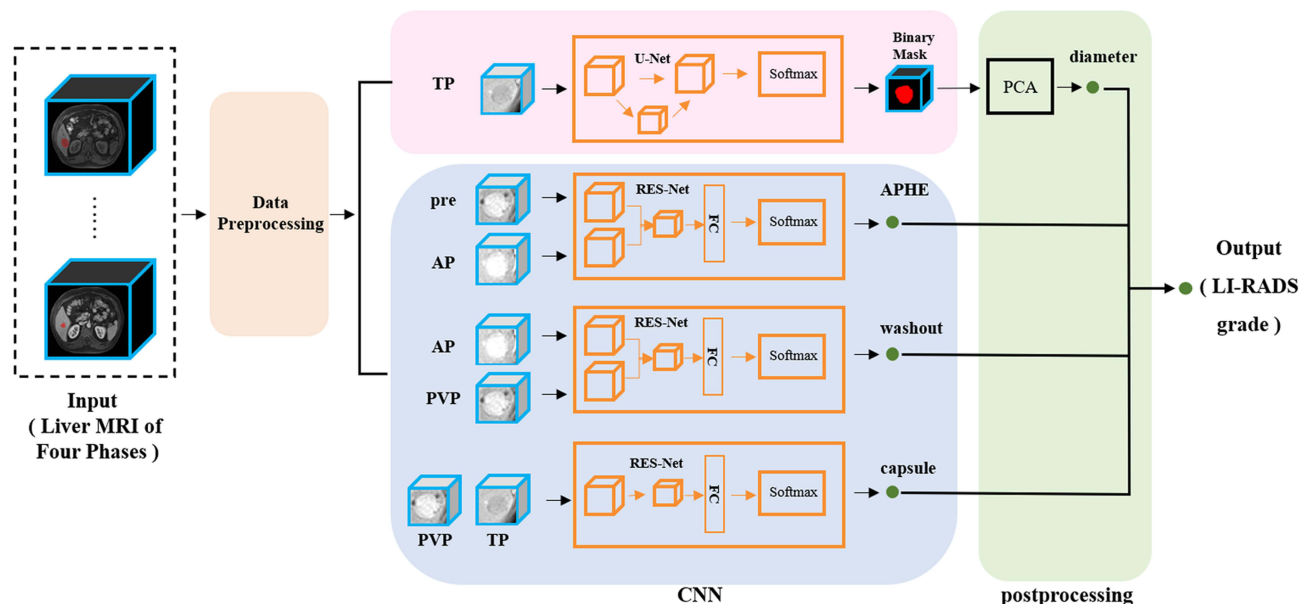 Input
( Liver MRI of
Four Phases )
Data
Preprocessing
TP
U-Net
Softmax
Binary
Mask
PCA
diameter
pre
AP
RES-Net
FC
Softmax
APHE
AP
PVP
RES-Net
FC
Softmax
washout
PVP
TP
RES-Net
FC
Softmax
capsule
CNN
postprocessing
Output
( LI-RADS
grade )